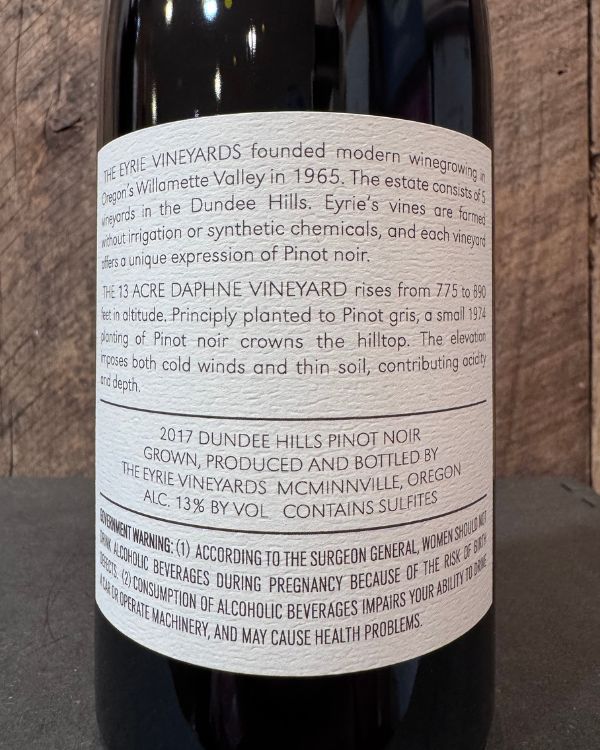 THE EYRIE VINEYARDS founded modern winegrowing in
Oregon's Willamette Valley in 1965. The estate consists of 5
vineyards in the Dundee Hills. Eyrie's vines are farmed
without irrigation or synthetic chemicals, and each vineyard
offers a unique expression of Pinot noir.
THE 13 ACRE DAPHNE VINEYARD rises from 775 to 890
feet in altitude. Principly planted to Pinot gris, a small 1974
planting of Pinot noir crowns the hilltop. The elevation
imposes both cold winds and thin soil, contributing acidity
and depth.
2017 DUNDEE HILLS PINOT NOIR
GROWN, PRODUCED AND BOTTLED BY
THE EYRIE VINEYARDS MCMINNVILLE, OREGON
ALC. 13% BY VOL CONTAINS SULFITES
GOVERNMENT WARNING: (1) ACCORDING TO THE SURGEON GENERAL, WOMEN SHOULD NOT
DRINK ALCOHOLIC BEVERAGES DURING PREGNANCY BECAUSE OF THE RISK OF BIRTH
DEFECTS. (2) CONSUMPTION OF ALCOHOLIC BEVERAGES IMPAIRS YOUR ABILITY TO DRIVE
A CAR OR OPERATE MACHINERY, AND MAY CAUSE HEALTH PROBLEMS.